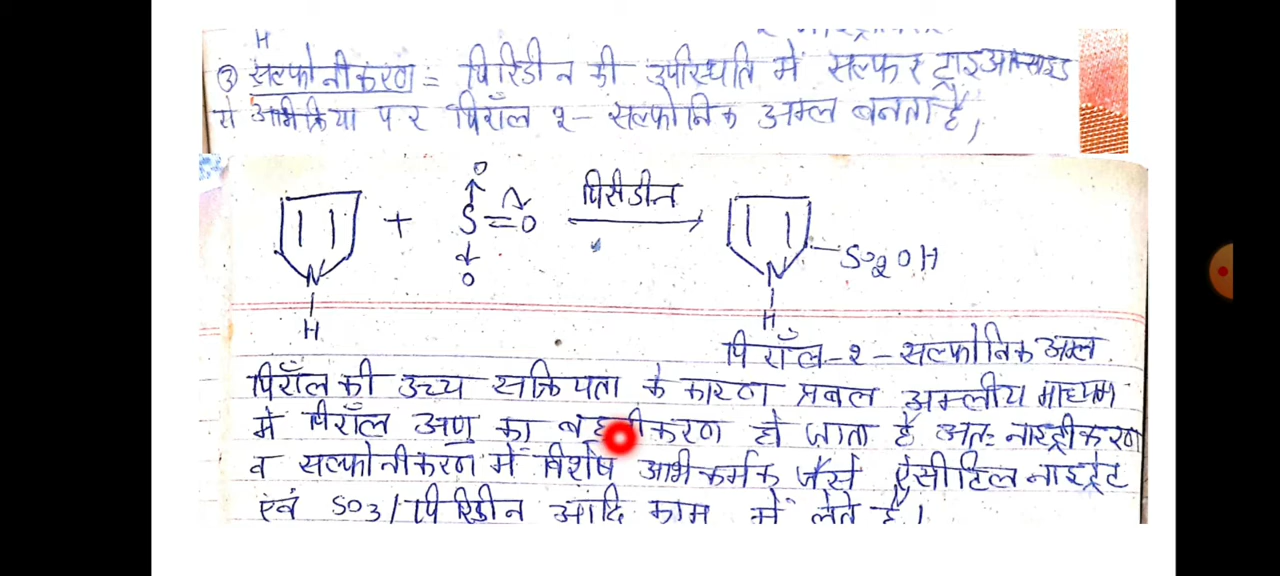 H
③ सल्फोनीकरण = पिरिडीन की उपस्थिति में सल्फर ट्राइऑक्साइड
से अभिक्रिया पर पिरॉल २- सल्फोनिक अम्ल बनता है,
O
↑
+ S=O पिरीडीन
↓
O
N N -SO₂OH
H H
पिरॉल-२-सल्फोनिक अम्ल
पिरॉल की उच्च सक्रियता के कारण प्रबल अम्लीय माध्यम
में पिरॉल अणु का बहुलीकरण हो जाता है अतः नाइट्रीकरण
व सल्फोनीकरण में विशेष अभिकर्मक जैसे ऐसीटिल नाइट्रेट
एवं SO3/पिरिडीन आदि काम में लेते है।